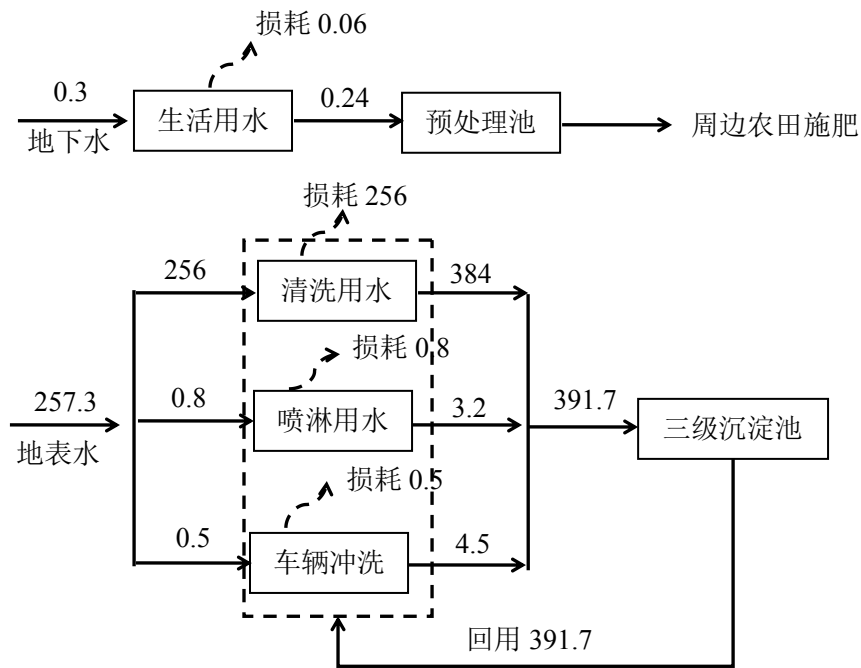 损耗 0.06
0.3
地下水
生活用水
0.24
预处理池
周边农田施肥
损耗 256
256
清洗用水
384
损耗 0.8
257.3
地表水
0.8
喷淋用水
3.2
391.7
三级沉淀池
损耗 0.5
0.5
车辆冲洗
4.5
回用 391.7